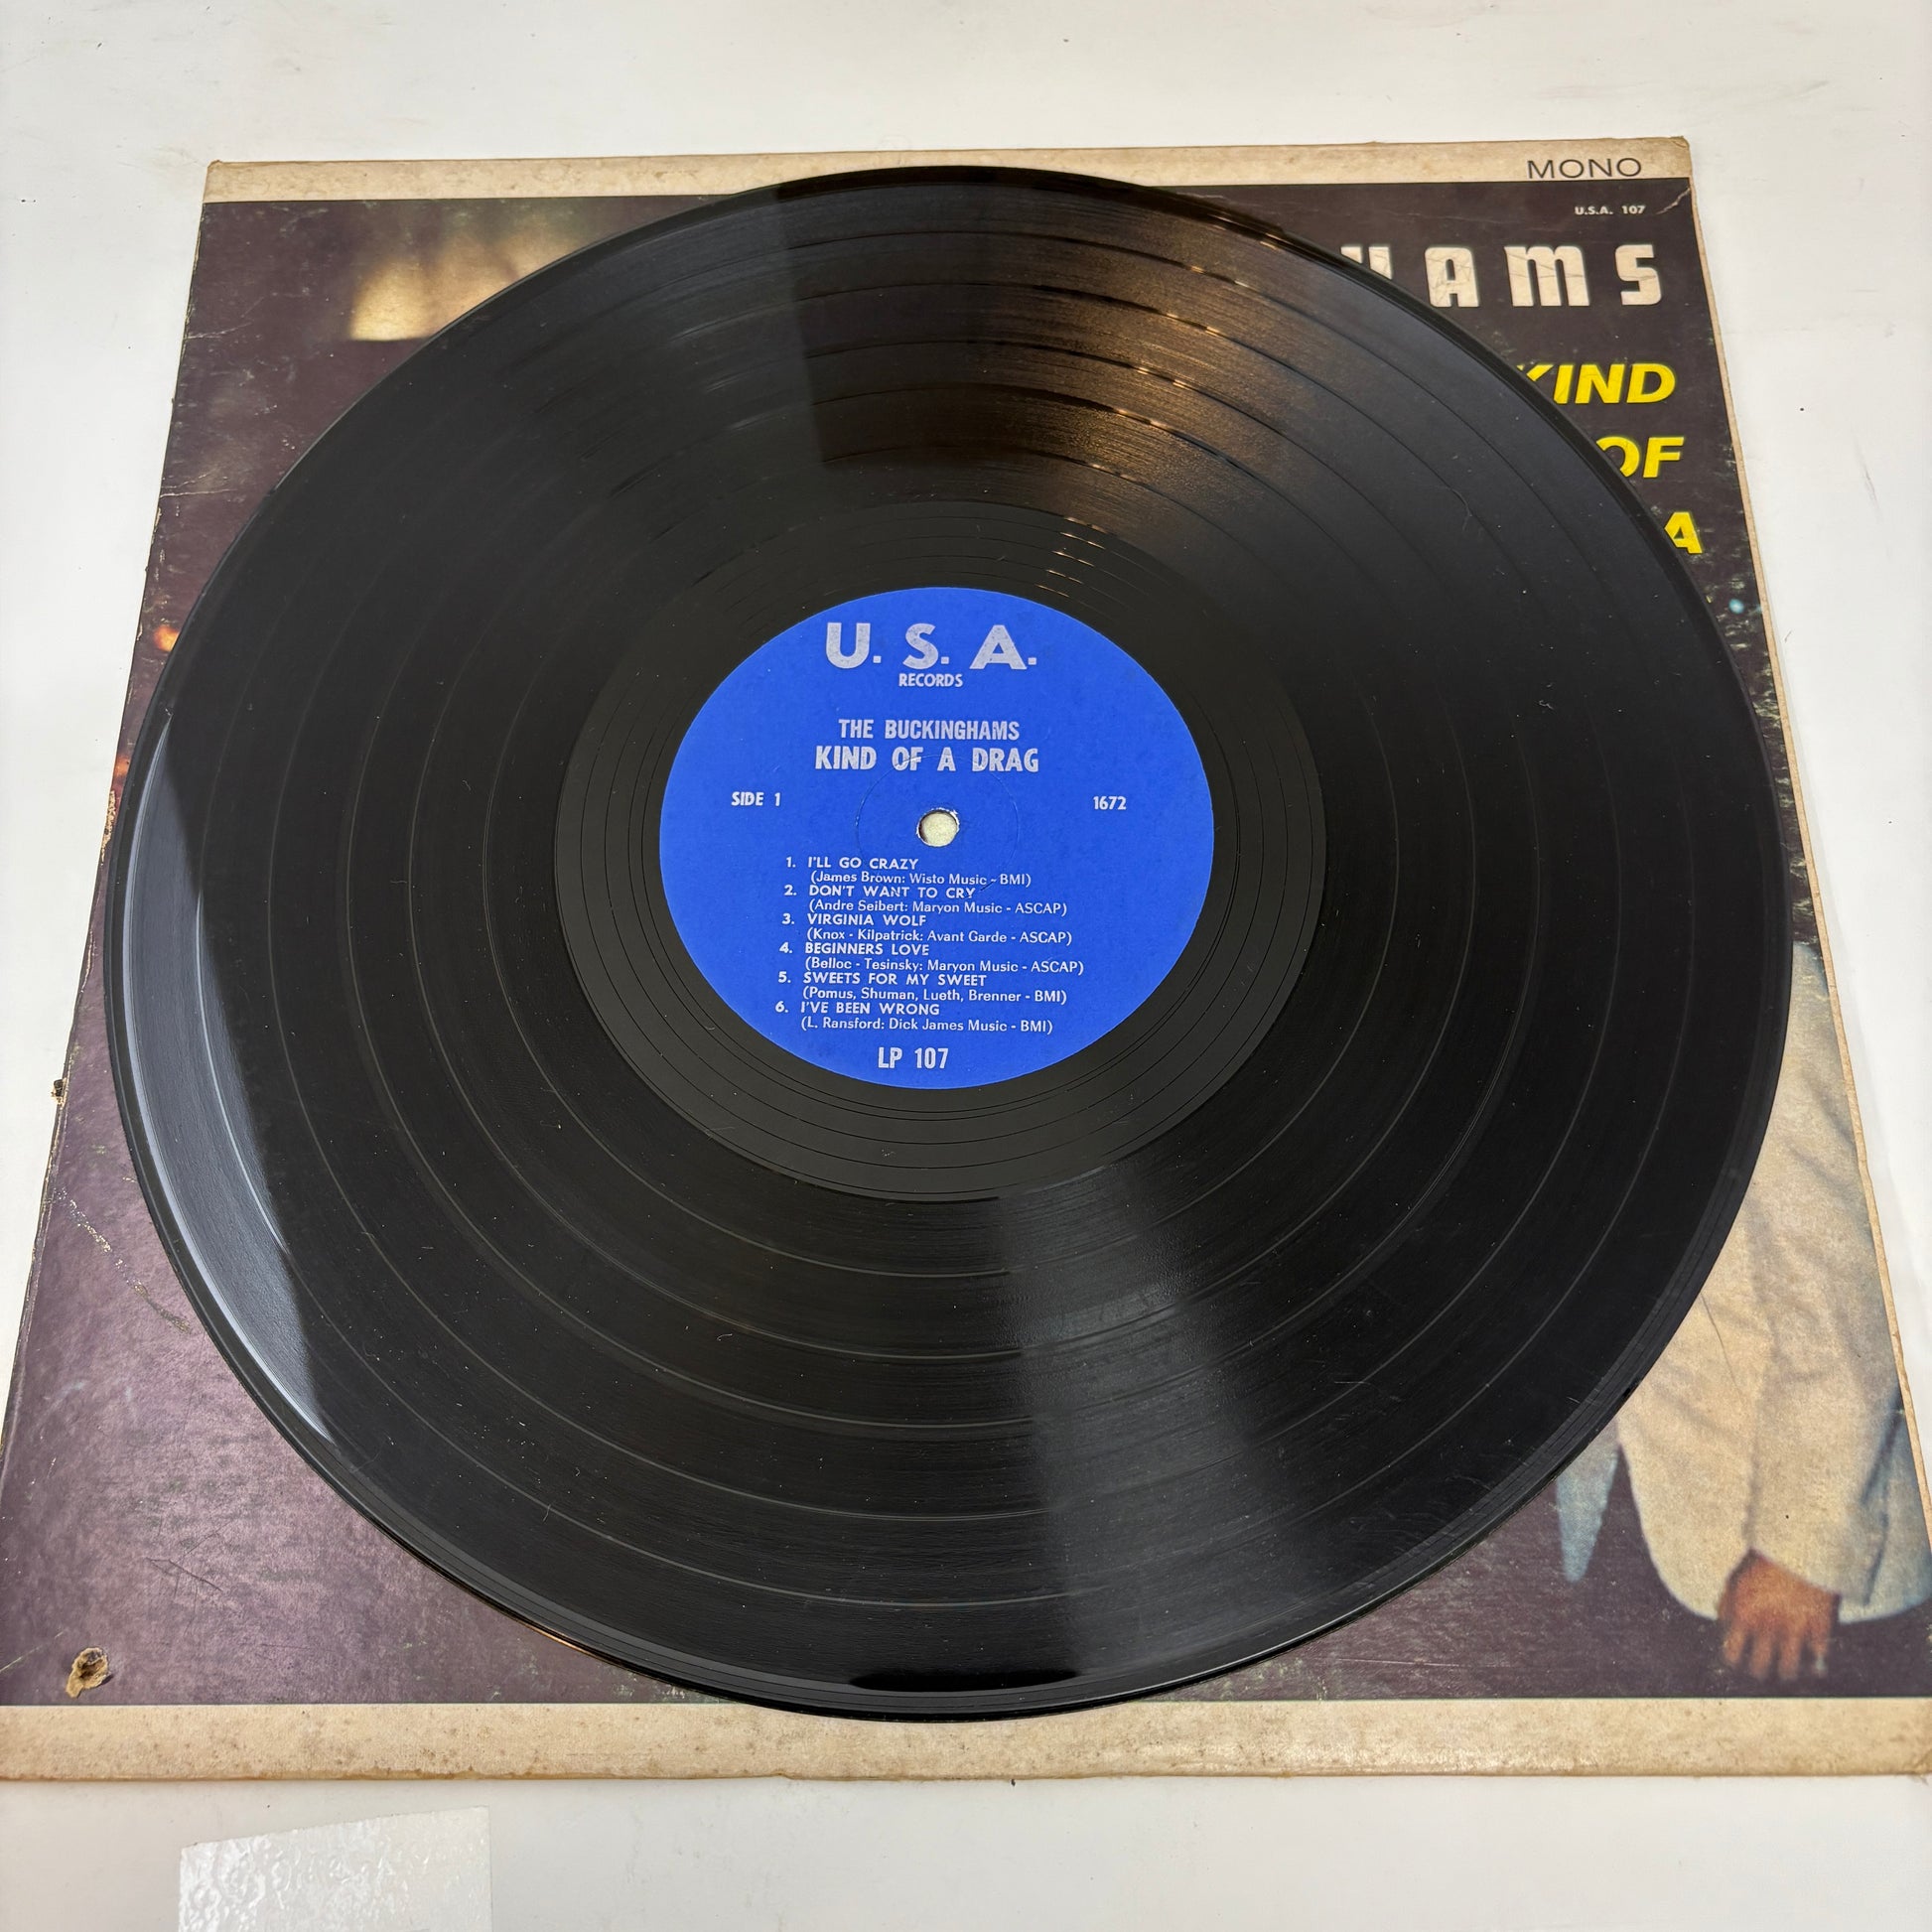 MONO
U.S.A. 107
HAMS
KIND
OF
A
U. S. A.
RECORDS
THE BUCKINGHAMS
KIND OF A DRAG
SIDE 1 1672
1. I'LL GO CRAZY
(James Brown: Wisto Music - BMI)
2. DON'T WANT TO CRY
(Andre Seibert: Maryon Music - ASCAP)
3. VIRGINIA WOLF
(Knox - Kilpatrick: Avant Garde - ASCAP)
4. BEGINNERS LOVE
(Belloc - Tesinsky: Maryon Music - ASCAP)
5. SWEETS FOR MY SWEET
(Pomus, Shuman, Lueth, Brenner - BMI)
6. I'VE BEEN WRONG
(L. Ransford: Dick James Music - BMI)
LP 107